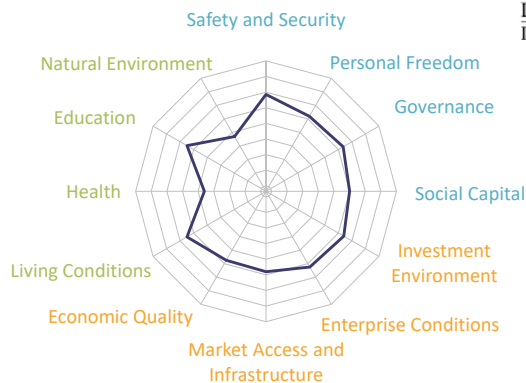 Safety and Security
Natural Environment
Personal Freedom
Education
Governance
Health
Social Capital
Living Conditions
Investment
Environment
Economic Quality
Enterprise Conditions
Market Access and
Infrastructure